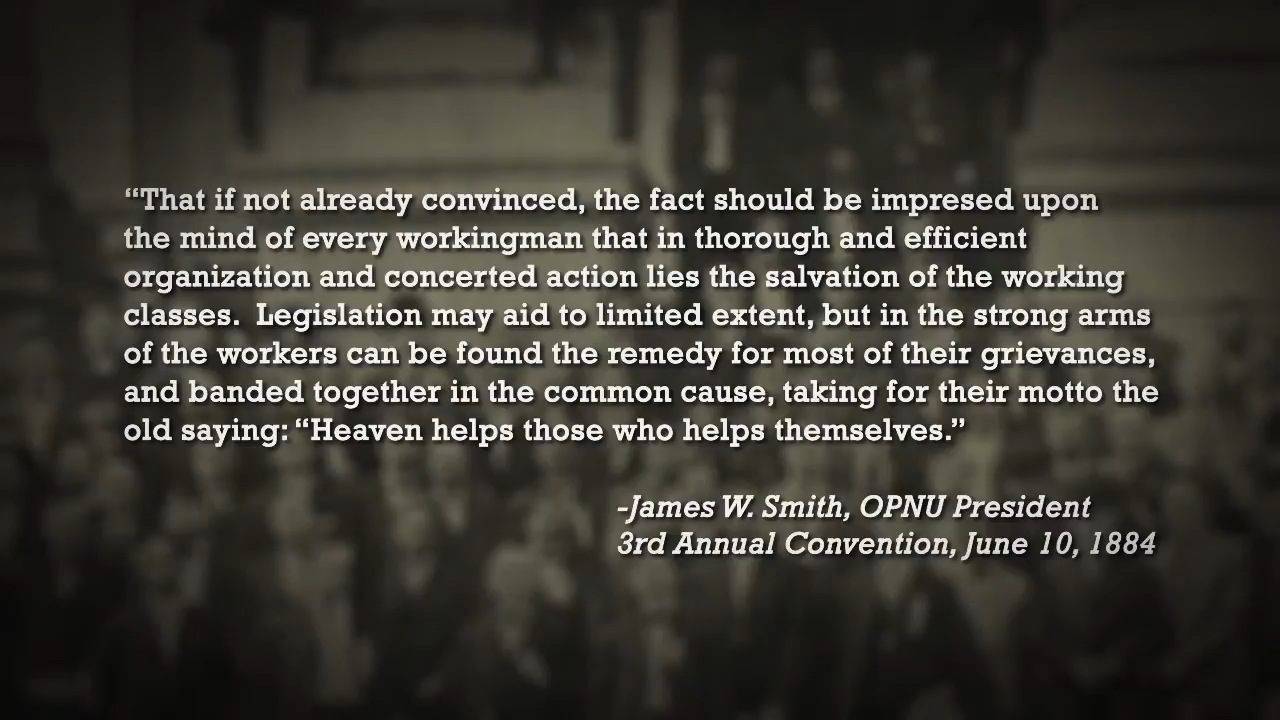 “That if not already convinced, the fact should be impresed upon
the mind of every workingman that in thorough and efficient
organization and concerted action lies the salvation of the working
classes.  Legislation may aid to limited extent, but in the strong arms
of the workers can be found the remedy for most of their grievances,
and banded together in the common cause, taking for their motto the
old saying: “Heaven helps those who helps themselves.”
-James W. Smith, OPNU President
3rd Annual Convention, June 10, 1884